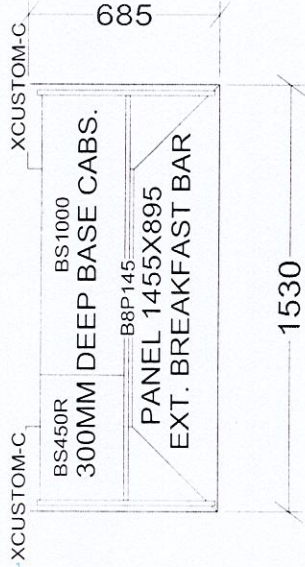 685
XCUSTOM-C
XCUSTOM-C
BS450R
BS1000
300MM DEEP BASE CABS.
B8P145
PANEL 1455X895
EXT. BREAKFAST BAR
1530